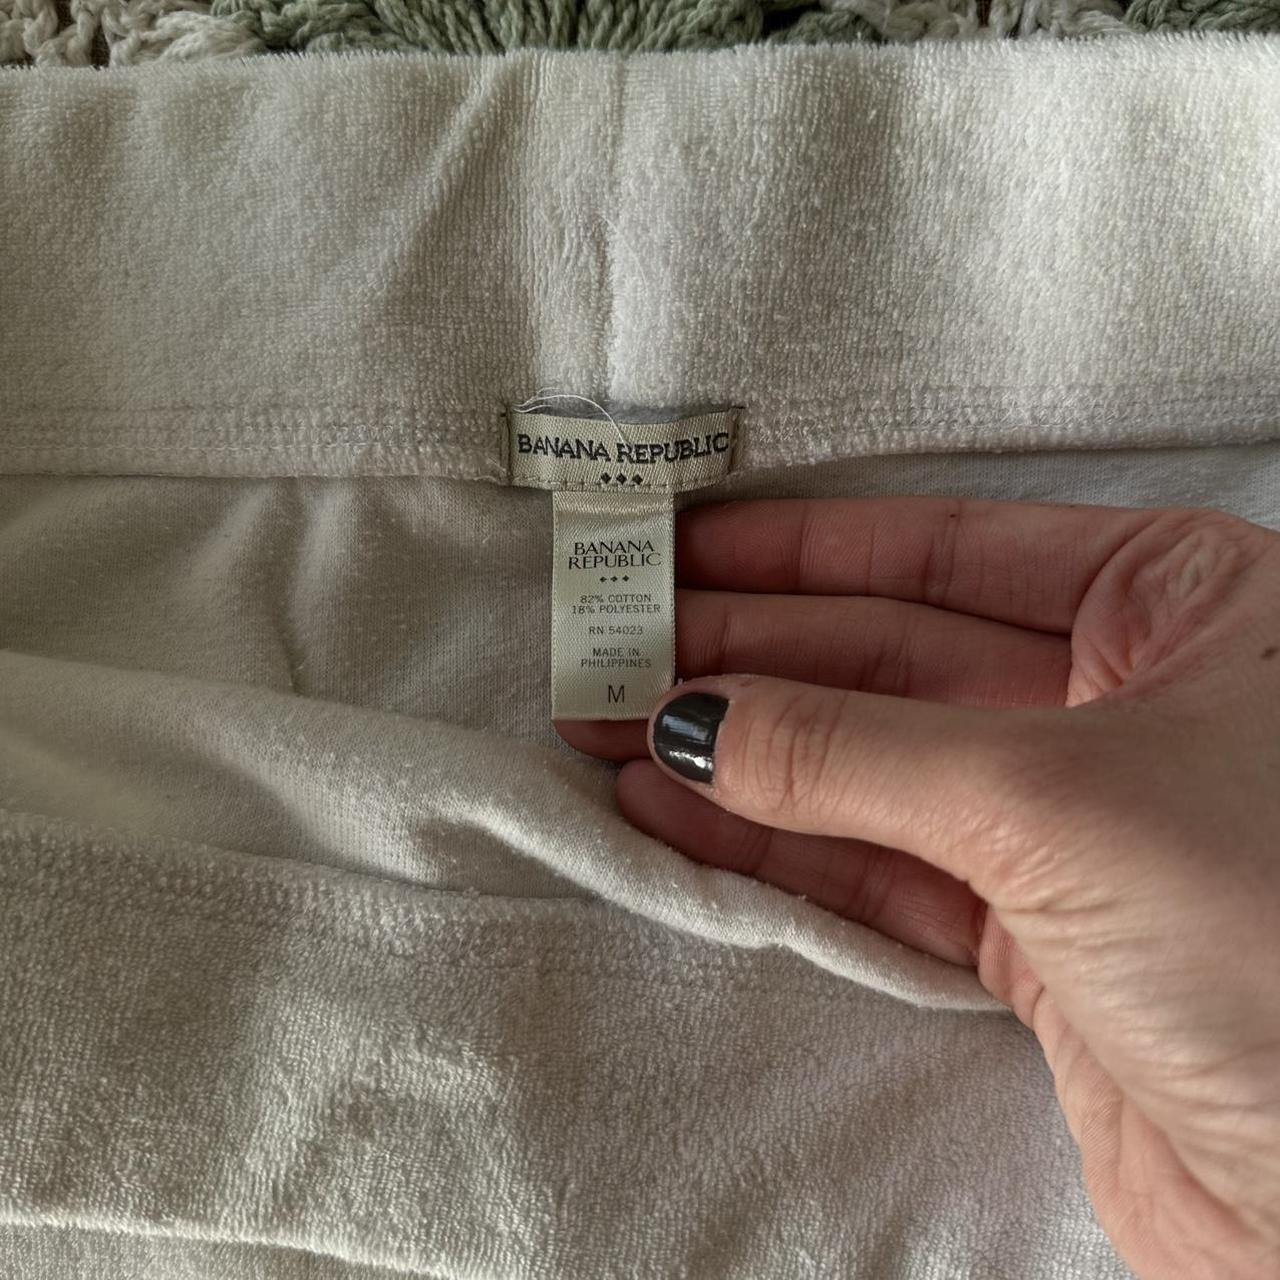 BANANA REPUBLIC
BANANA
REPUBLIC
82% COTTON
18% POLYESTER
RN 54023
MADE IN
PHILIPPINES
M